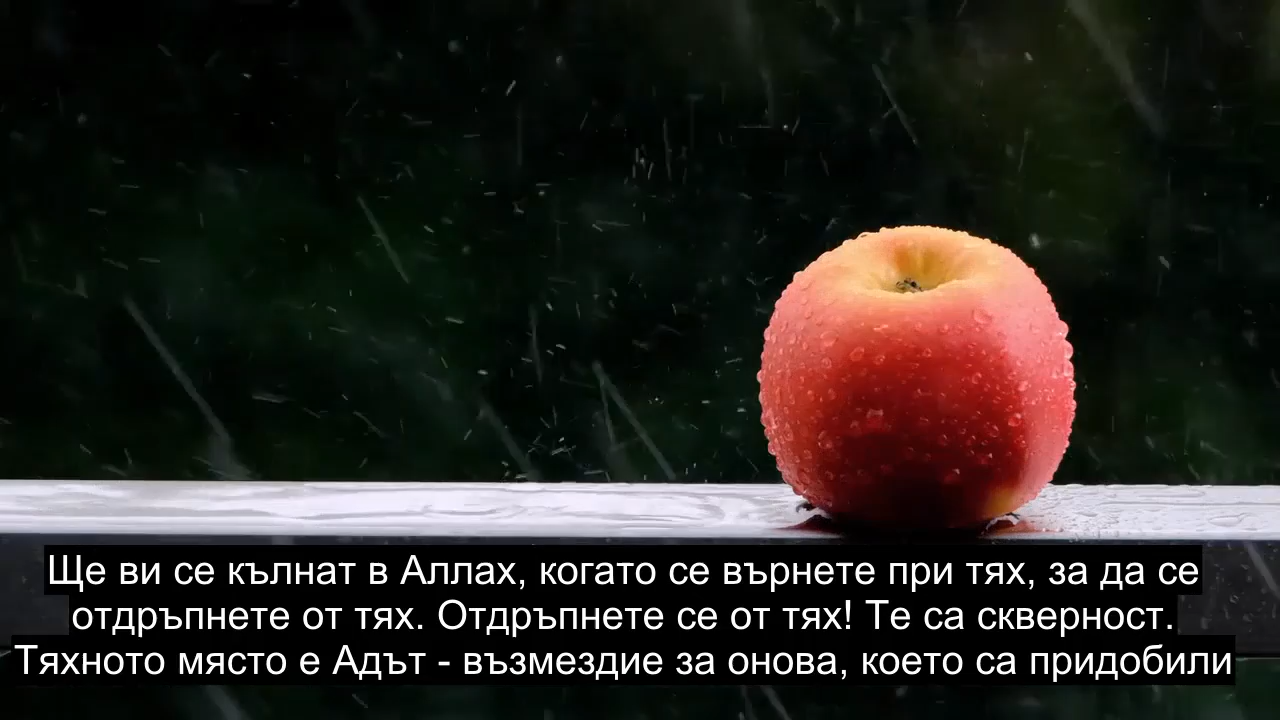 Ще ви се кълнат в Аллах, когато се върнете при тях, за да се
отдръпнете от тях. Отдръпнете се от тях! Те са скверност.
Тяхното място е Адът - възмездие за онова, което са придобили